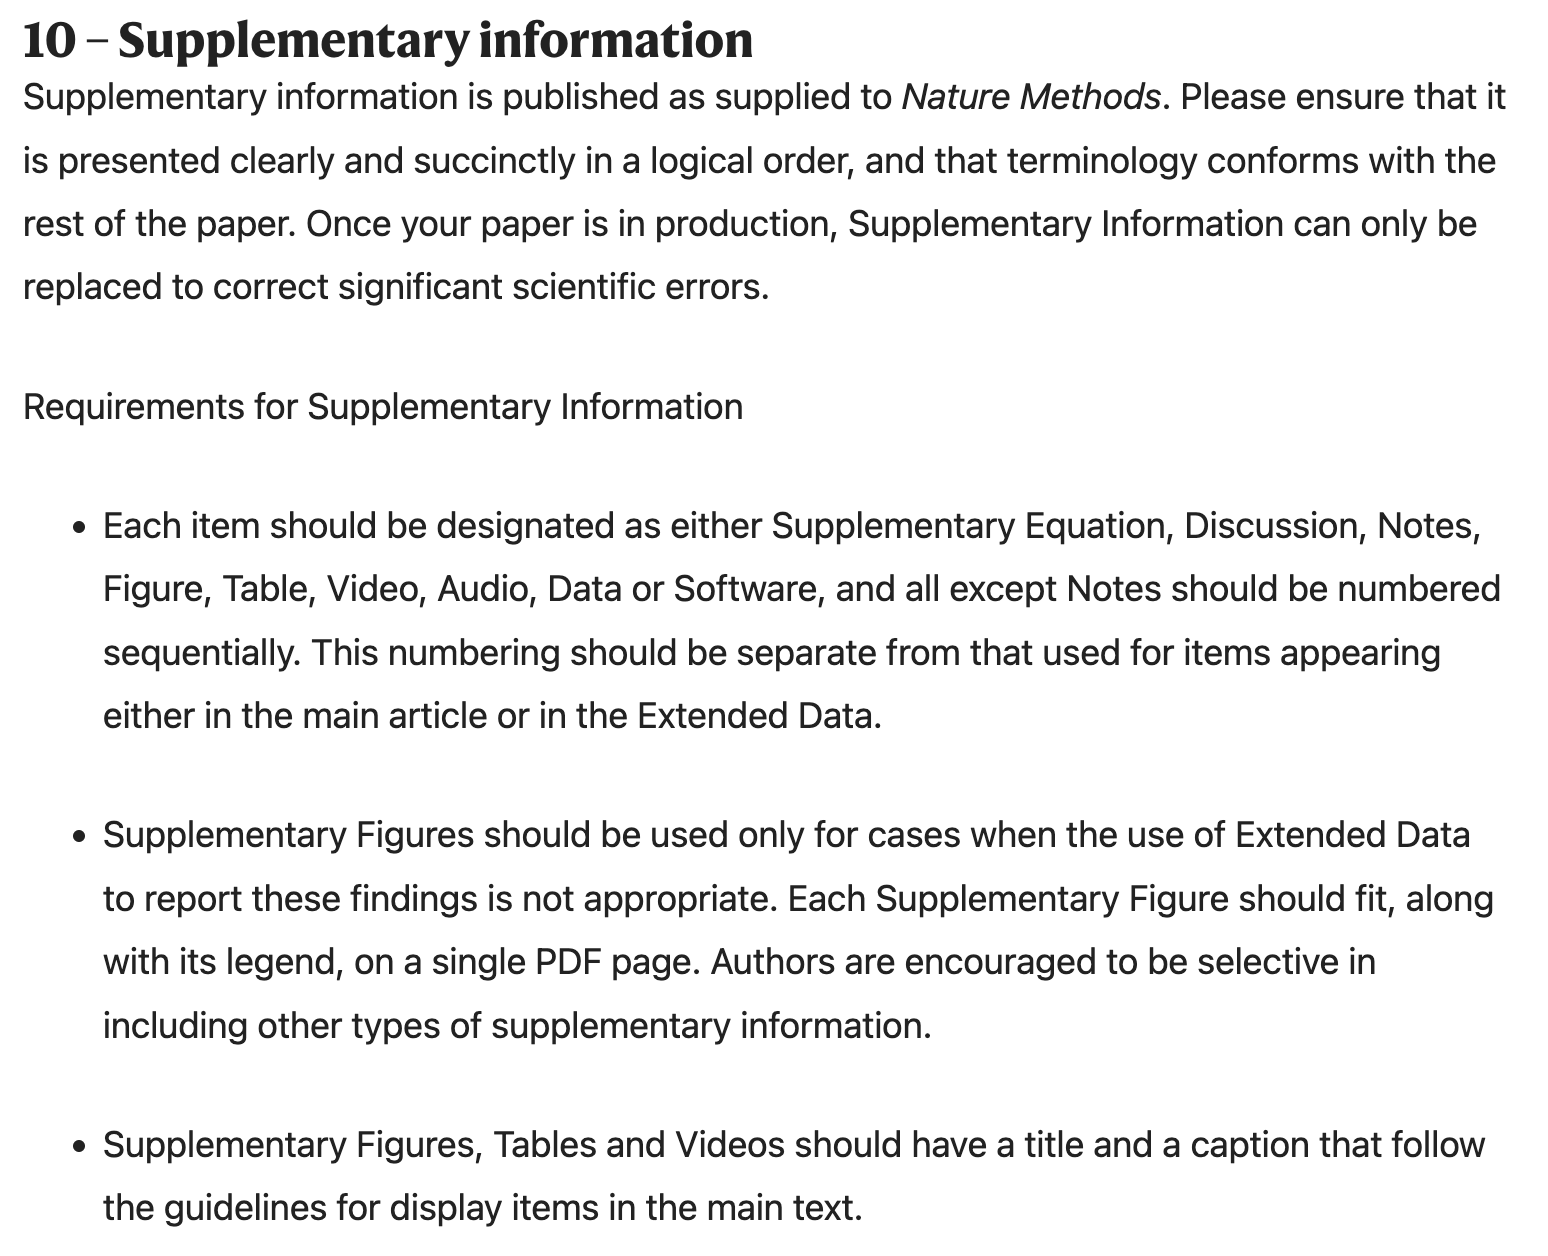 10 – Supplementary information
Supplementary information is published as supplied to Nature Methods. Please ensure that it
is presented clearly and succinctly in a logical order, and that terminology conforms with the
rest of the paper. Once your paper is in production, Supplementary Information can only be
replaced to correct significant scientific errors.
Requirements for Supplementary Information
• Each item should be designated as either Supplementary Equation, Discussion, Notes,
Figure, Table, Video, Audio, Data or Software, and all except Notes should be numbered
sequentially. This numbering should be separate from that used for items appearing
either in the main article or in the Extended Data.
• Supplementary Figures should be used only for cases when the use of Extended Data
to report these findings is not appropriate. Each Supplementary Figure should fit, along
with its legend, on a single PDF page. Authors are encouraged to be selective in
including other types of supplementary information.
• Supplementary Figures, Tables and Videos should have a title and a caption that follow
the guidelines for display items in the main text.